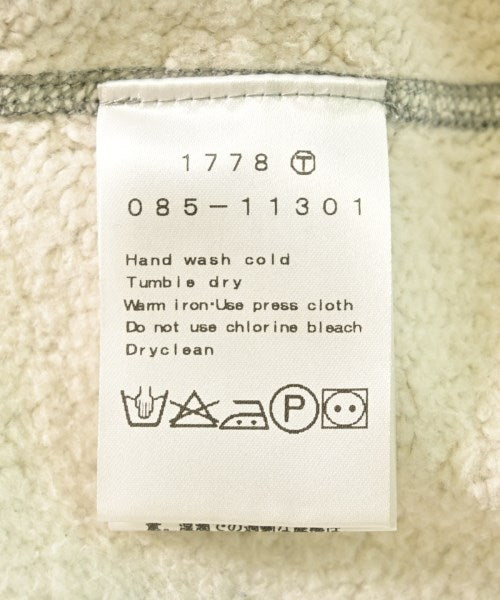 1778 Ⓣ
085-11301
Hand wash cold
Tumble dry
Warm iron·Use press cloth
Do not use chlorine bleach
Dryclean
P